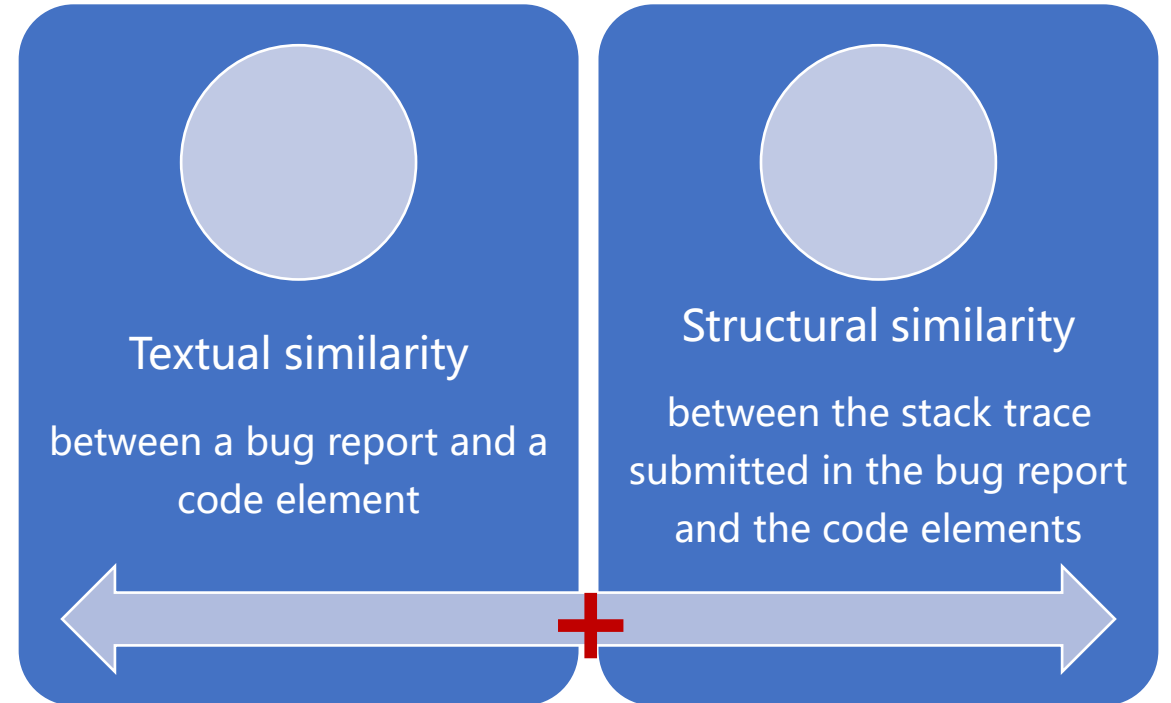 Textual similarity
between a bug report and a
code element
Structural similarity
between the stack trace
submitted in the bug report
and the code elements
+